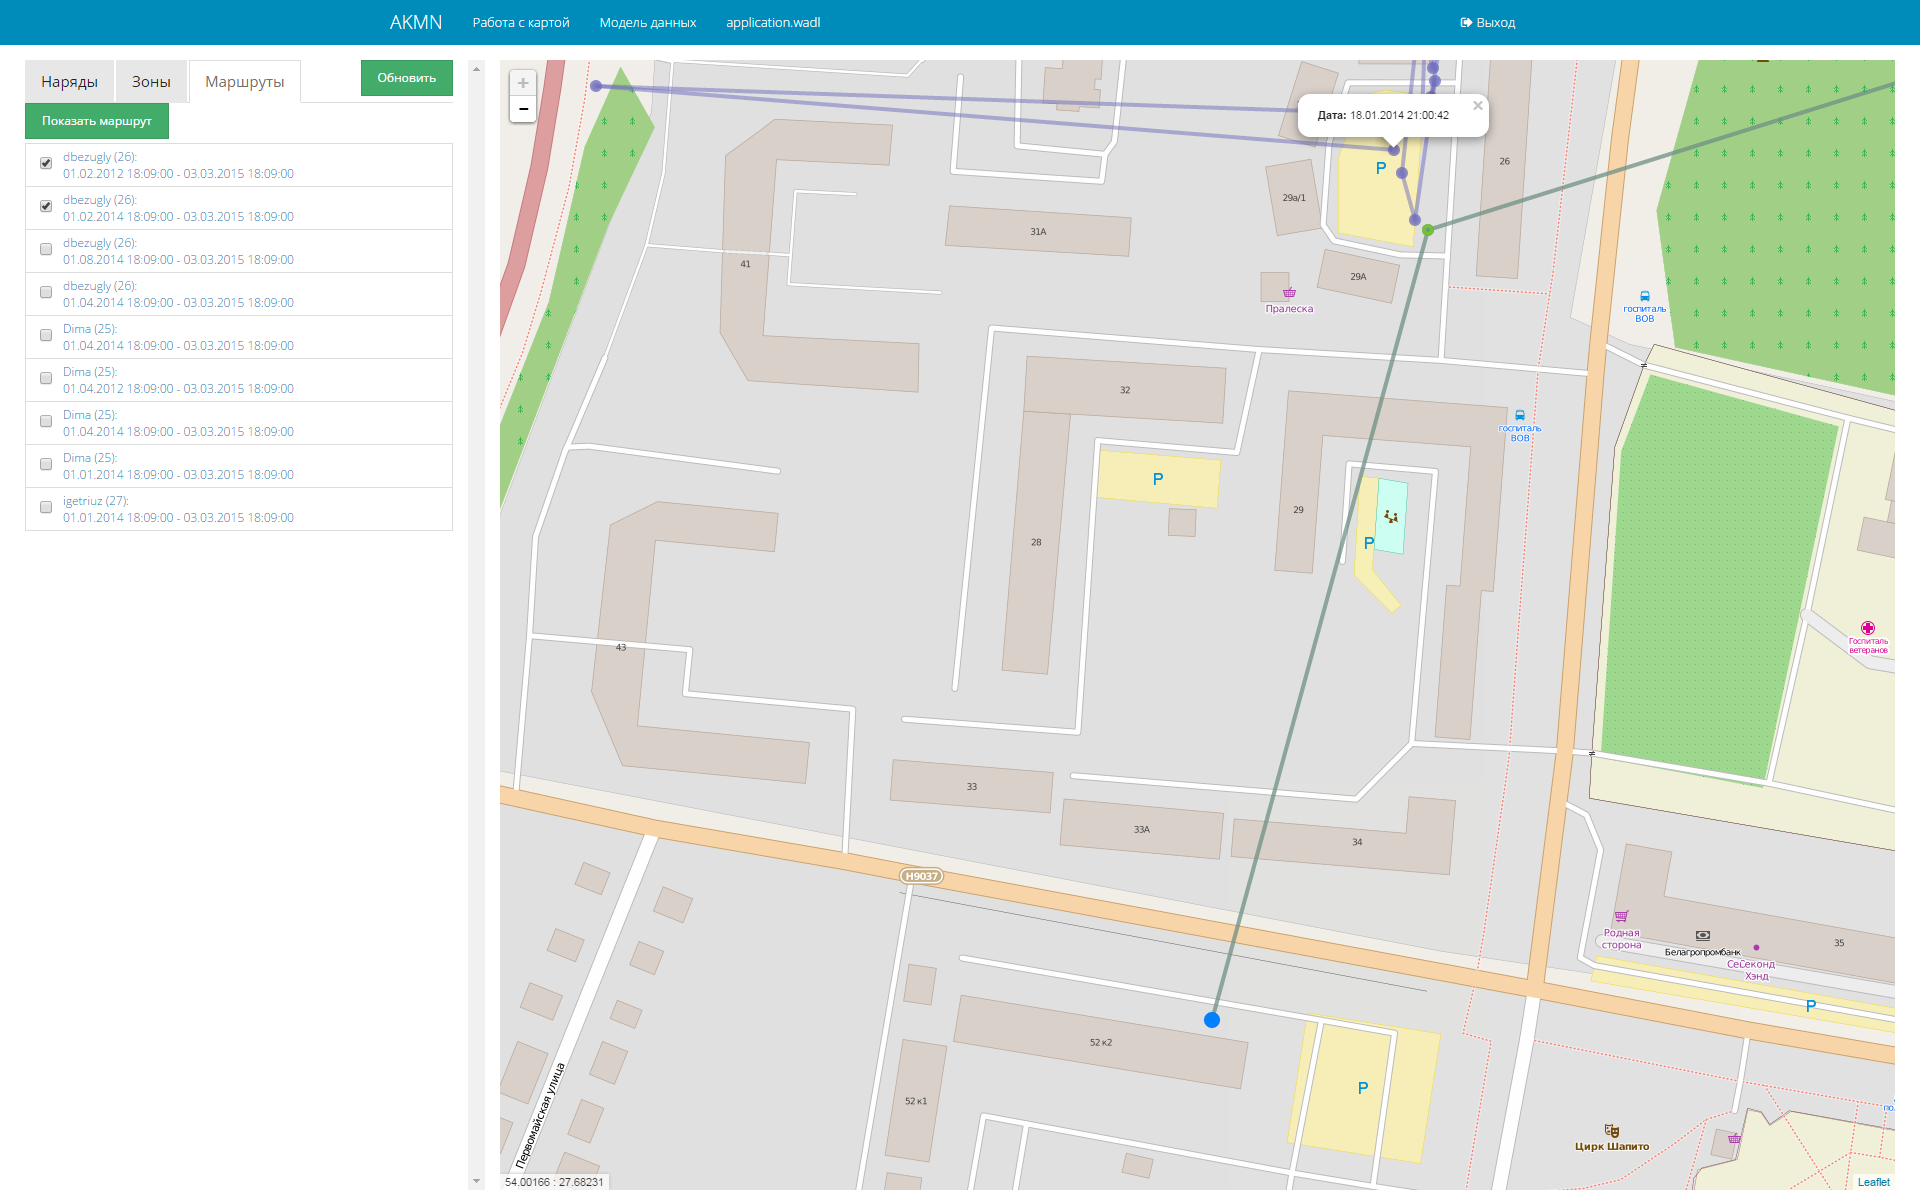 AKMN
Работа с картой
Модель данных
application.wadl
Выход
Наряды
Зоны
Маршруты
Обновить
Показать маршрут
dbezugly (26):
01.02.2012 18:09:00 - 03.03.2015 18:09:00
dbezugly (26):
01.02.2014 18:09:00 - 03.03.2015 18:09:00
dbezugly (26):
01.08.2014 18:09:00 - 03.03.2015 18:09:00
dbezugly (26):
01.04.2014 18:09:00 - 03.03.2015 18:09:00
Dima (25):
01.04.2014 18:09:00 - 03.03.2015 18:09:00
Dima (25):
01.04.2012 18:09:00 - 03.03.2015 18:09:00
Dima (25):
01.04.2014 18:09:00 - 03.03.2015 18:09:00
Dima (25):
01.01.2014 18:09:00 - 03.03.2015 18:09:00
igetriuz (27):
01.01.2014 18:09:00 - 03.03.2015 18:09:00
+
−
Дата: 18.01.2014 21:00:42
×
P
26
29а/1
31А
41
29А
Пралеска
госпиталь
ВОВ
32
госпиталь
ВОВ
P
29
28
P
Госпиталь
ветеранов
43
33
33А
34
Н9037
Родная
сторона
Белагропромбанк
35
Секонд
Хэнд
P
52 к2
P
52 к1
Первомайская улица
Цирк Шапито
54.00166 : 27.68231
Leaflet